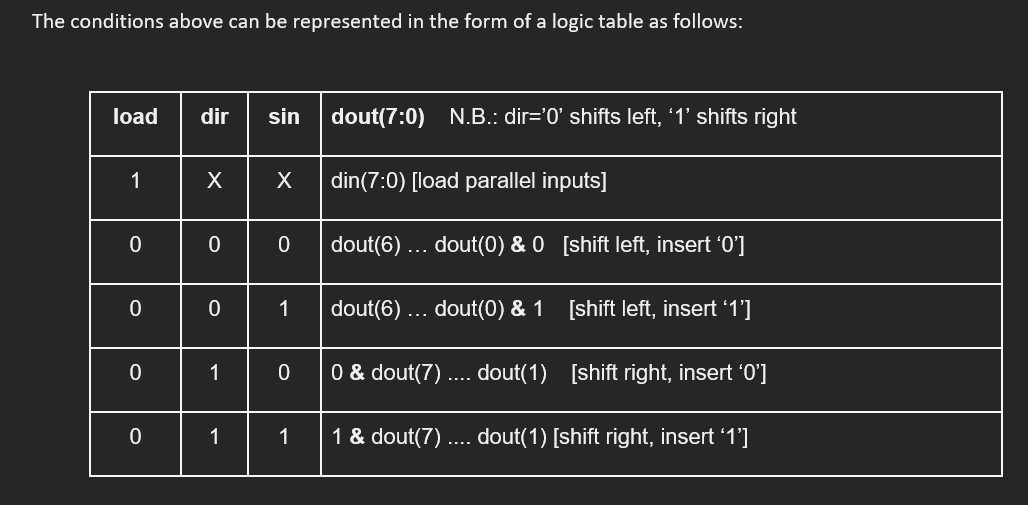 The conditions above can be represented in the form of a logic table as follows:
load dir sin dout(7:0) N.B.: dir=’0’ shifts left, ‘1’ shifts right
1 X X din(7:0) [load parallel inputs]
0 0 0 dout(6) … dout(0) & 0 [shift left, insert ‘0’]
0 0 1 dout(6) … dout(0) & 1 [shift left, insert ‘1’]
0 1 0 0 & dout(7) .... dout(1) [shift right, insert ‘0’]
0 1 1 1 & dout(7) .... dout(1) [shift right, insert ‘1’]